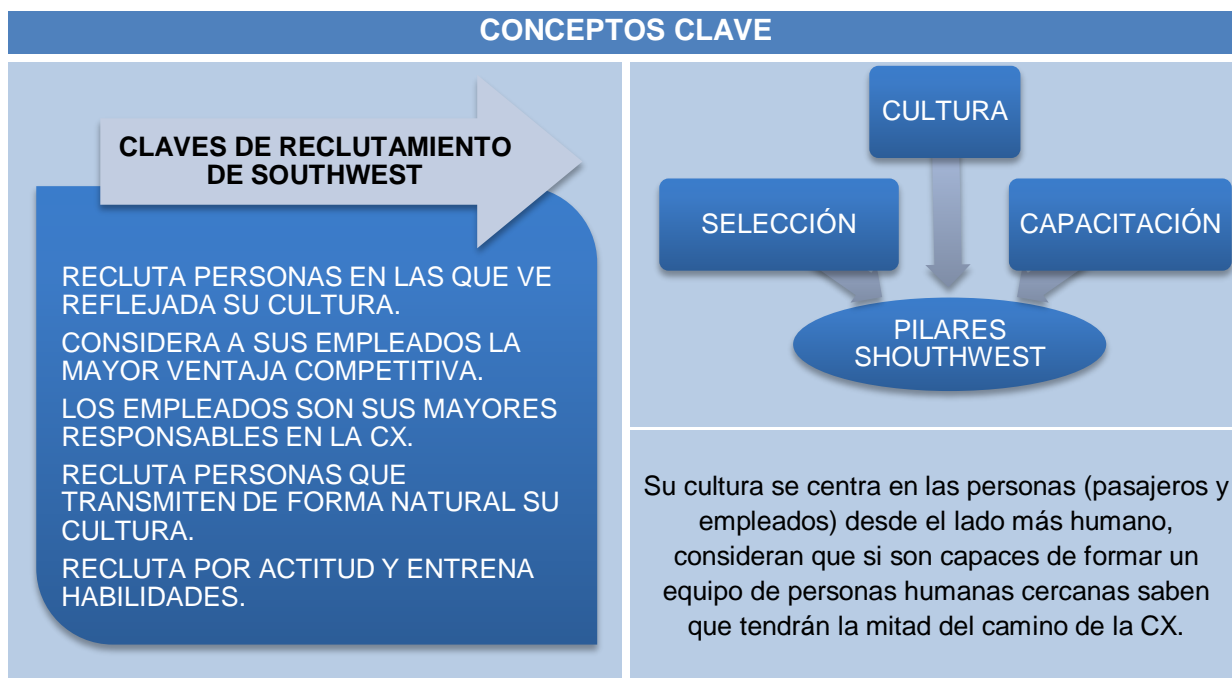 CONCEPTOS CLAVE
CLAVES DE RECLUTAMIENTO
DE SOUTHWEST
RECLUTA PERSONAS EN LAS QUE VE
REFLEJADA SU CULTURA.
CONSIDERA A SUS EMPLEADOS LA
MAYOR VENTAJA COMPETITIVA.
LOS EMPLEADOS SON SUS MAYORES
RESPONSABLES EN LA CX.
RECLUTA PERSONAS QUE
TRANSMITEN DE FORMA NATURAL SU
CULTURA.
RECLUTA POR ACTITUD Y ENTRENA
HABILIDADES.
CULTURA
SELECCIÓN
CAPACITACIÓN
PILARES
SHOUTHWEST
Su cultura se centra en las personas (pasajeros y
empleados) desde el lado más humano,
consideran que si son capaces de formar un
equipo de personas humanas cercanas saben
que tendrán la mitad del camino de la CX.